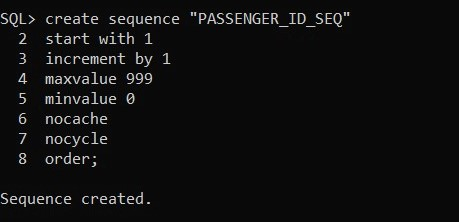 SQL> create sequence "PASSENGER_ID_SEQ"
2 start with 1
3 increment by 1
4 maxvalue 999
5 minvalue 0
6 nocache
7 nocycle
8 order;
Sequence created.